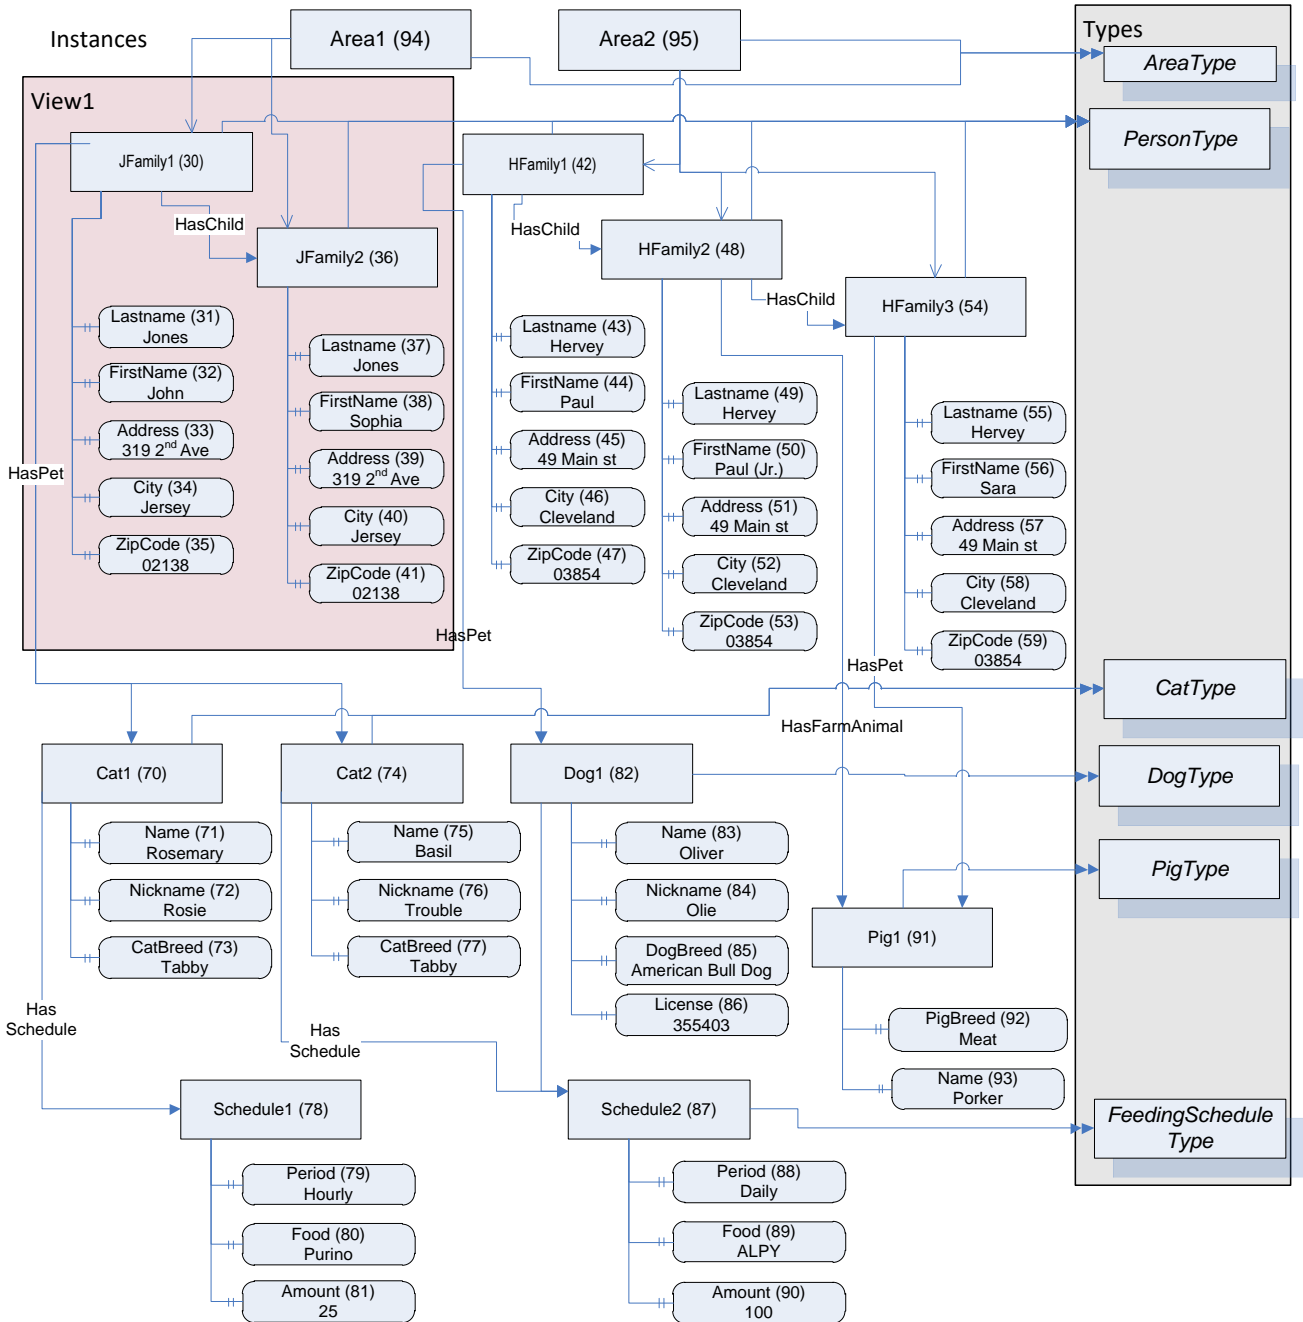 Instances
Area1 (94)
Area2 (95)
Types
AreaType
PersonType
CatType
DogType
PigType
FeedingSchedule
Type
View1
JFamily1 (30)
HasChild
JFamily2 (36)
Lastname (31)
Jones
FirstName (32)
John
Address (33)
319 2nd Ave
City (34)
Jersey
ZipCode (35)
02138
Lastname (37)
Jones
FirstName (38)
Sophia
Address (39)
319 2nd Ave
City (40)
Jersey
ZipCode (41)
02138
HasPet
HFamily1 (42)
HasChild
HFamily2 (48)
HasChild
HFamily3 (54)
Lastname (43)
Hervey
FirstName (44)
Paul
Address (45)
49 Main st
City (46)
Cleveland
ZipCode (47)
03854
Lastname (49)
Hervey
FirstName (50)
Paul (Jr.)
Address (51)
49 Main st
City (52)
Cleveland
ZipCode (53)
03854
Lastname (55)
Hervey
FirstName (56)
Sara
Address (57
49 Main st
City (58)
Cleveland
ZipCode (59)
03854
HasPet
HasPet
HasFarmAnimal
Cat1 (70)
Name (71)
Rosemary
Nickname (72)
Rosie
CatBreed (73)
Tabby
Cat2 (74)
Name (75)
Basil
Nickname (76)
Trouble
CatBreed (77)
Tabby
Dog1 (82)
Name (83)
Oliver
Nickname (84)
Olie
DogBreed (85)
American Bull Dog
License (86)
355403
Pig1 (91)
PigBreed (92)
Meat
Name (93)
Porker
Has
Schedule
Has
Schedule
Schedule1 (78)
Period (79)
Hourly
Food (80)
Purino
Amount (81)
25
Schedule2 (87)
Period (88)
Daily
Food (89)
ALPY
Amount (90)
100